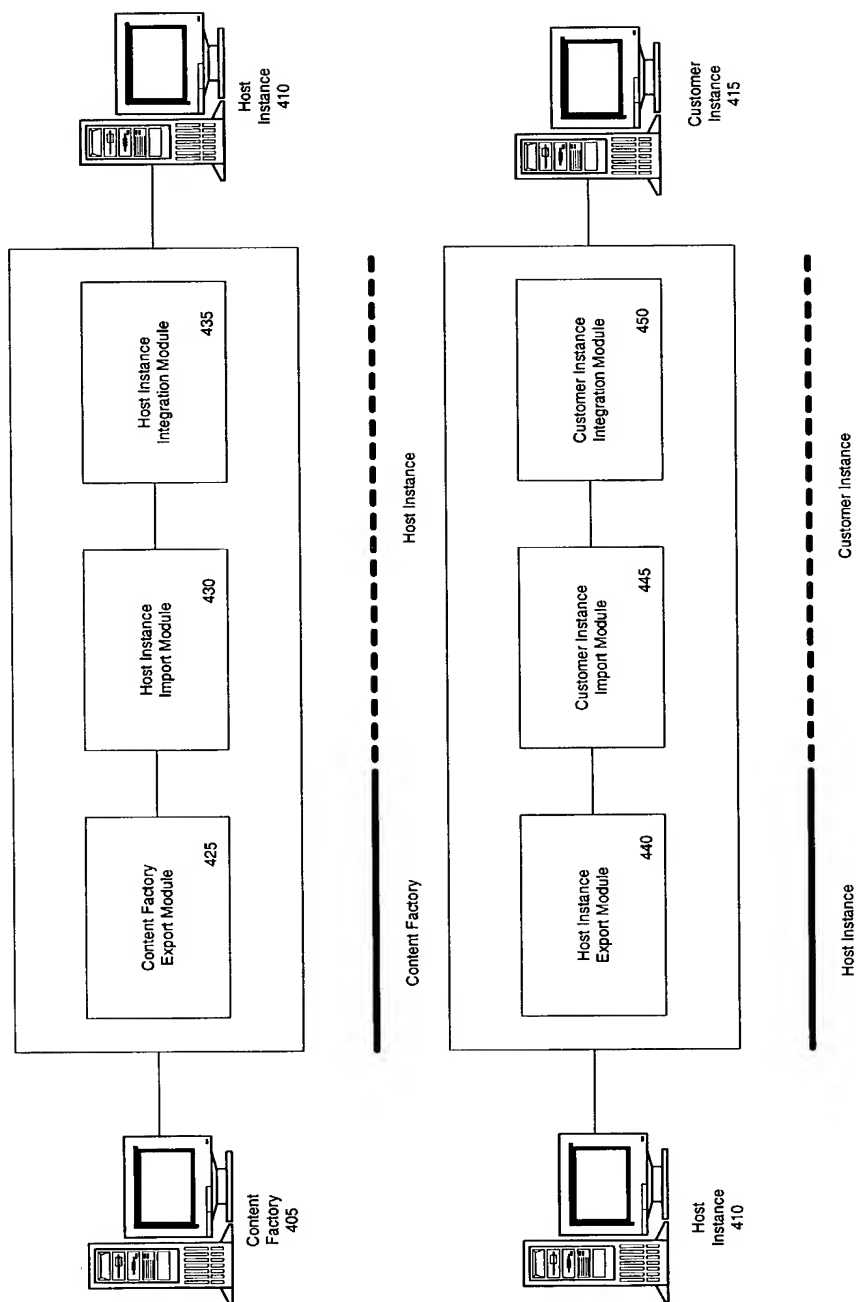 Content
Factory
405
Content Factory
Export Module
425
Host Instance
Import Module
430
Host Instance
Integration Module
435
Host
Instance
410
Content Factory
Host Instance
Host
Instance
410
Host Instance
Export Module
440
Customer Instance
Import Module
445
Customer Instance
Integration Module
450
Customer
Instance
415
Host Instance
Customer Instance